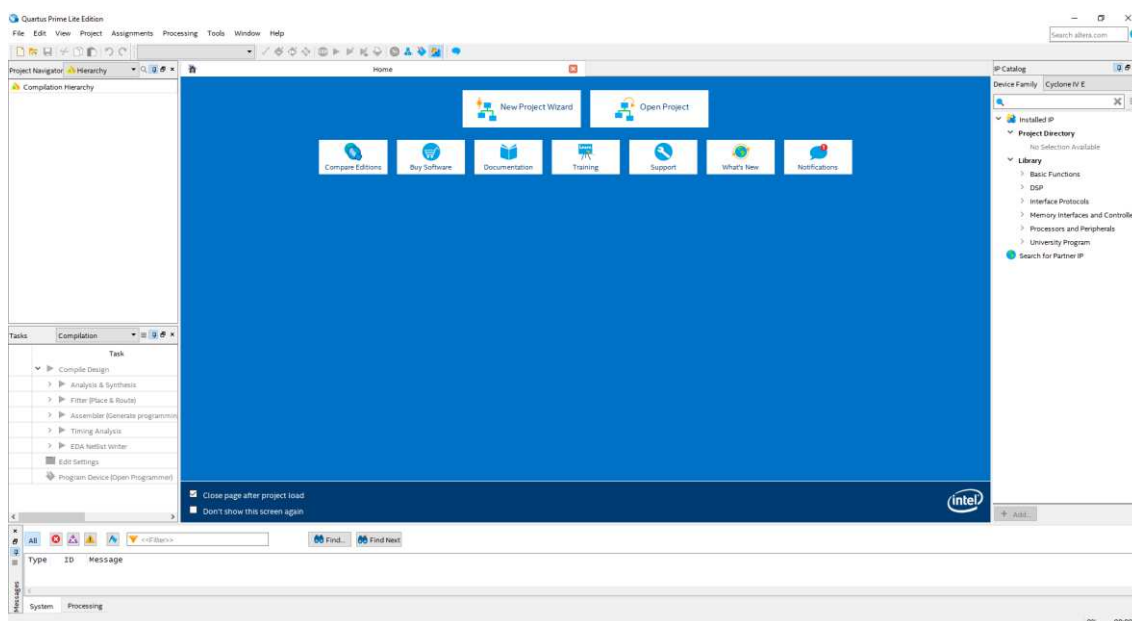 Quartus Prime Lite Edition
File Edit View Project Assignments Processing Tools Window Help
Search altera.com
Project Navigator Hierarchy
Compilation Hierarchy
Home
New Project Wizard
Open Project
Compare Editions
Buy Software
Documentation
Training
Support
What's New
Notifications
IP Catalog
Device Family Cyclone IV E
Installed IP
Project Directory
No Selection Available
Library
Basic Functions
DSP
Interface Protocols
Memory Interfaces and Controlle
Processors and Peripherals
University Program
Search for Partner IP
+ Add...
Tasks Compilation
Task
Compile Design
Analysis & Synthesis
Fitter (Place & Route)
Assembler (Generate programmin
Timing Analysis
EDA Netlist Writer
Edit Settings
Program Device (Open Programmer)
Close page after project load
Don't show this screen again
intel
All
<<Filter>>
Find...
Find Next
Type ID Message
Messages
System Processing